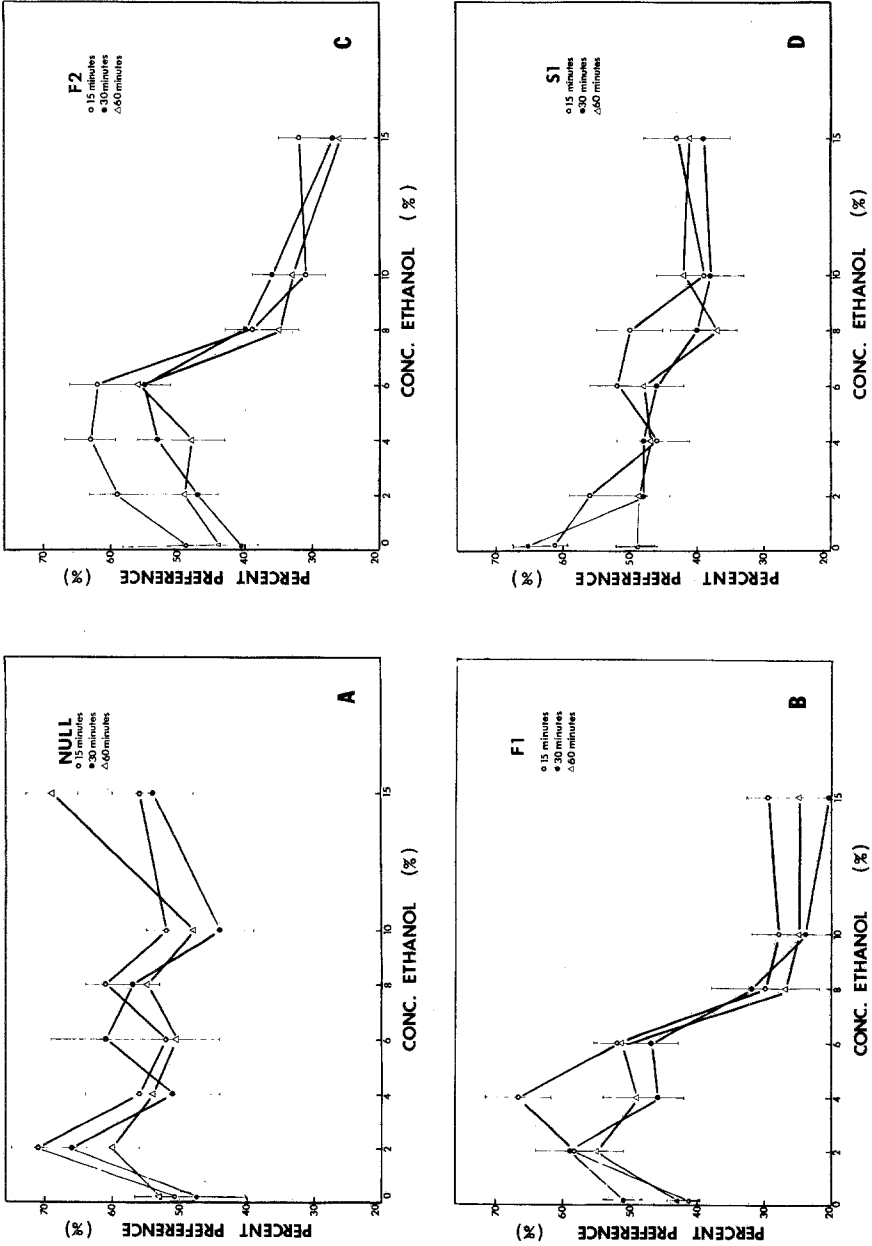 NULL
○ 15 minutes
● 30 minutes
△ 60 minutes
A
PERCENT PREFERENCE (%)
70
60
50
40
30
20
0 2 4 6 8 10 15
CONC. ETHANOL (%)
F1
○ 15 minutes
● 30 minutes
△ 60 minutes
B
PERCENT PREFERENCE (%)
70
60
50
40
30
20
0 2 4 6 8 10 15
CONC. ETHANOL (%)
F2
○ 15 minutes
● 30 minutes
△ 60 minutes
C
PERCENT PREFERENCE (%)
70
60
50
40
30
20
0 2 4 6 8 10 15
CONC. ETHANOL (%)
S1
○ 15 minutes
● 30 minutes
△ 60 minutes
D
PERCENT PREFERENCE (%)
70
60
50
40
30
20
0 2 4 6 8 10 15
CONC. ETHANOL (%)